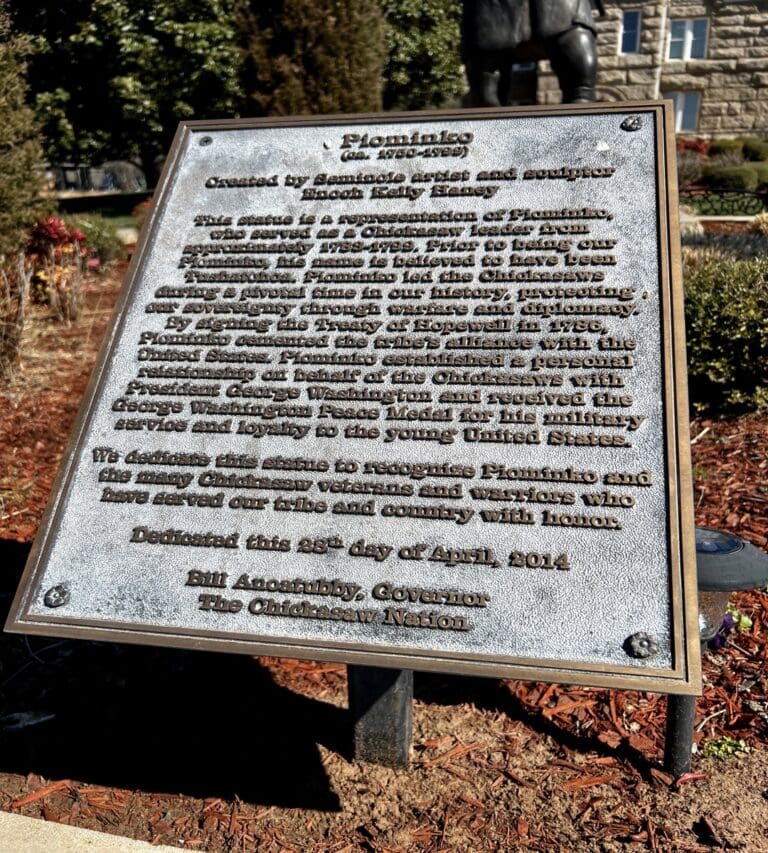 Piominko
(ca. 1750-1799)
Created by Seminole artist and sculptor
Enoch Kelly Haney
This statue is a representation of Piominko,
who served as a Chickasaw leader from
approximately 1788-1799. Prior to being our
Piominko, his name is believed to have been
Piominko led the Chickasaws
during a pivotal time in our history, protecting
our sovereignty through warfare and diplomacy.
By signing the Treaty of Hopewell in 1786,
Piominko cemented the tribe's alliance with the
United States. Piominko established a personal
relationship on behalf of the Chickasaws with
President George Washington and received the
George Washington Peace Medal for his military
service and loyalty to the young United States.
We dedicate this statue to recognize Piominko and
the many Chickasaw veterans and warriors who
have served our tribe and country with honor.
Dedicated this 28th day of April, 2014
Bill Anoatubby, Governor
The Chickasaw Nation